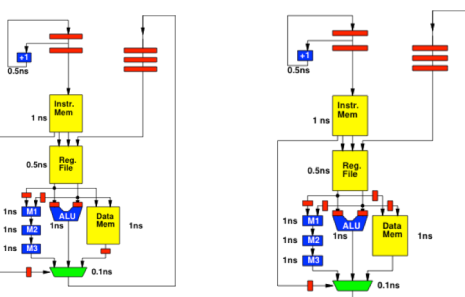 +1
0.5ns
Instr.
Mem
1 ns
Reg.
File
0.5ns
1ns M1
1ns M2
1ns M3
ALU
1ns
Data
Mem
1ns
0.1ns
+1
0.5ns
Instr.
Mem
1 ns
Reg.
File
0.5ns
1ns M1
1ns M2
1ns M3
ALU
1ns
Data
Mem
1ns
0.1ns